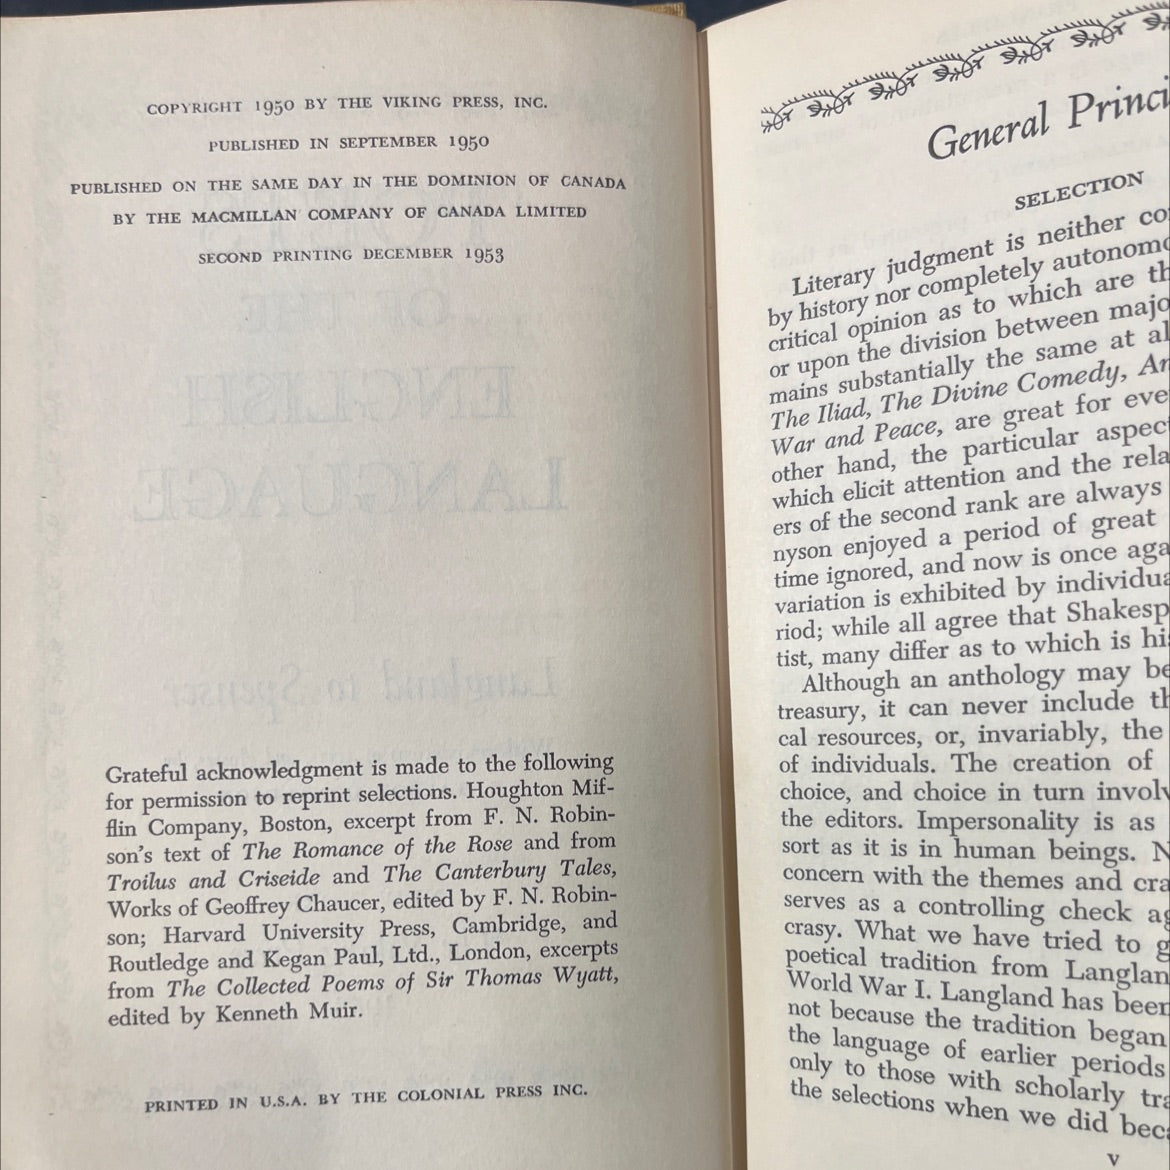 COPYRIGHT 1950 BY THE VIKING PRESS, INC.
PUBLISHED IN SEPTEMBER 1950
PUBLISHED ON THE SAME DAY IN THE DOMINION OF CANADA
BY THE MACMILLAN COMPANY OF CANADA LIMITED
SECOND PRINTING DECEMBER 1953
OF THE
ENGLISH
LANGUAGE
Langland to Spenser
Grateful acknowledgment is made to the following
for permission to reprint selections. Houghton Mif-
flin Company, Boston, excerpt from F. N. Robin-
son's text of The Romance of the Rose and from
Troilus and Criseide and The Canterbury Tales,
Works of Geoffrey Chaucer, edited by F. N. Robin-
son; Harvard University Press, Cambridge, and
Routledge and Kegan Paul, Ltd., London, excerpts
from The Collected Poems of Sir Thomas Wyatt,
edited by Kenneth Muir.
PRINTED IN U.S.A. BY THE COLONIAL PRESS INC.
General Princi
SELECTION
Literary judgment is neither co
by history nor completely autonomo
critical opinion as to which are th
or upon the division between majo
mains substantially the same at al
The Iliad, The Divine Comedy, An
War and Peace, are great for eve
other hand, the particular aspect
which elicit attention and the rela
ers of the second rank are always
nyson enjoyed a period of great
time ignored, and now is once aga
variation is exhibited by individua
riod; while all agree that Shakesp
tist, many differ as to which is his
Although an anthology may be
treasury, it can never include th
cal resources, or, invariably, the
of individuals. The creation of
choice, and choice in turn involv
the editors. Impersonality is as
sort as it is in human beings. N
concern with the themes and cra
serves as a controlling check ag
crasy. What we have tried to g
poetical tradition from Langlan
World War I. Langland has been
not because the tradition began
the language of earlier periods
only to those with scholarly tra
the selections when we did beca
v